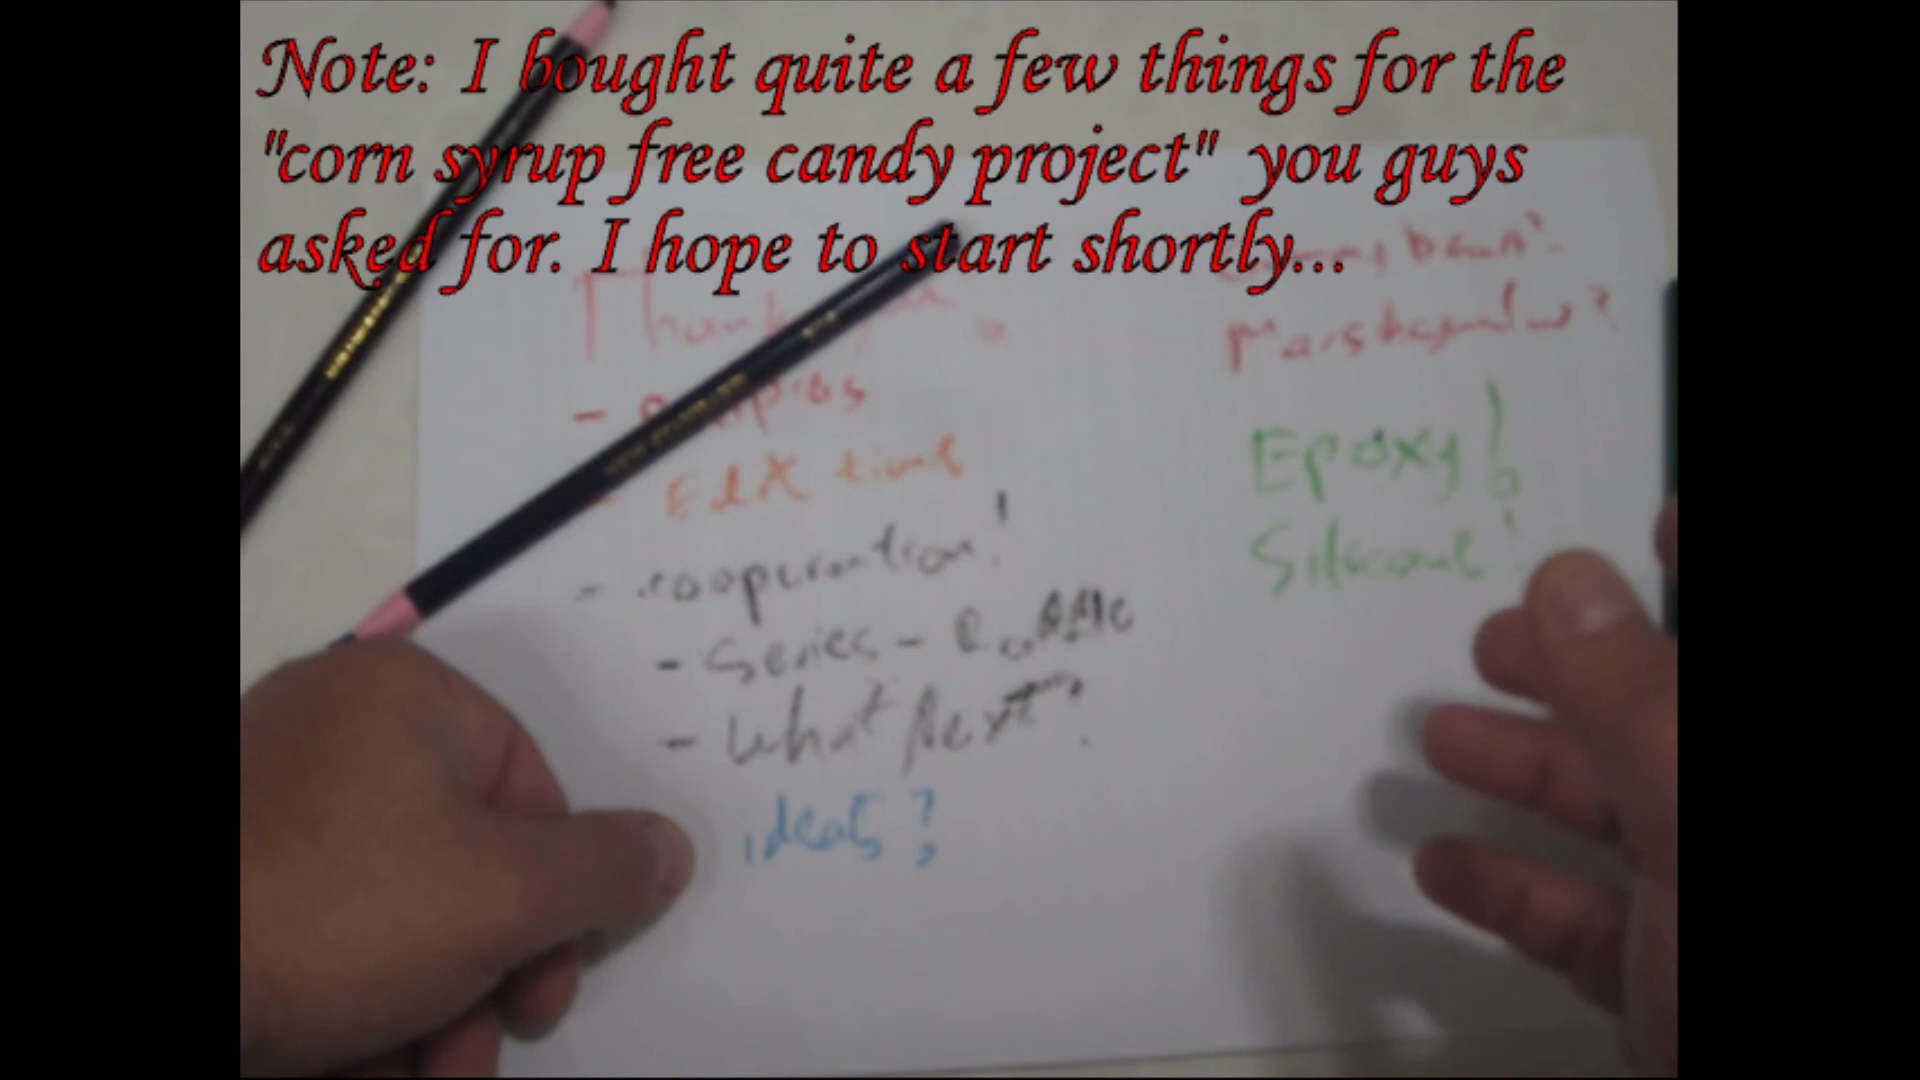 Note: I bought quite a few things for the
"corn syrup free candy project" you guys
asked for. I hope to start shortly...
Thank
- cooperation!
- Series -
- What Next?
ideas?
Epoxy!
Silicone!